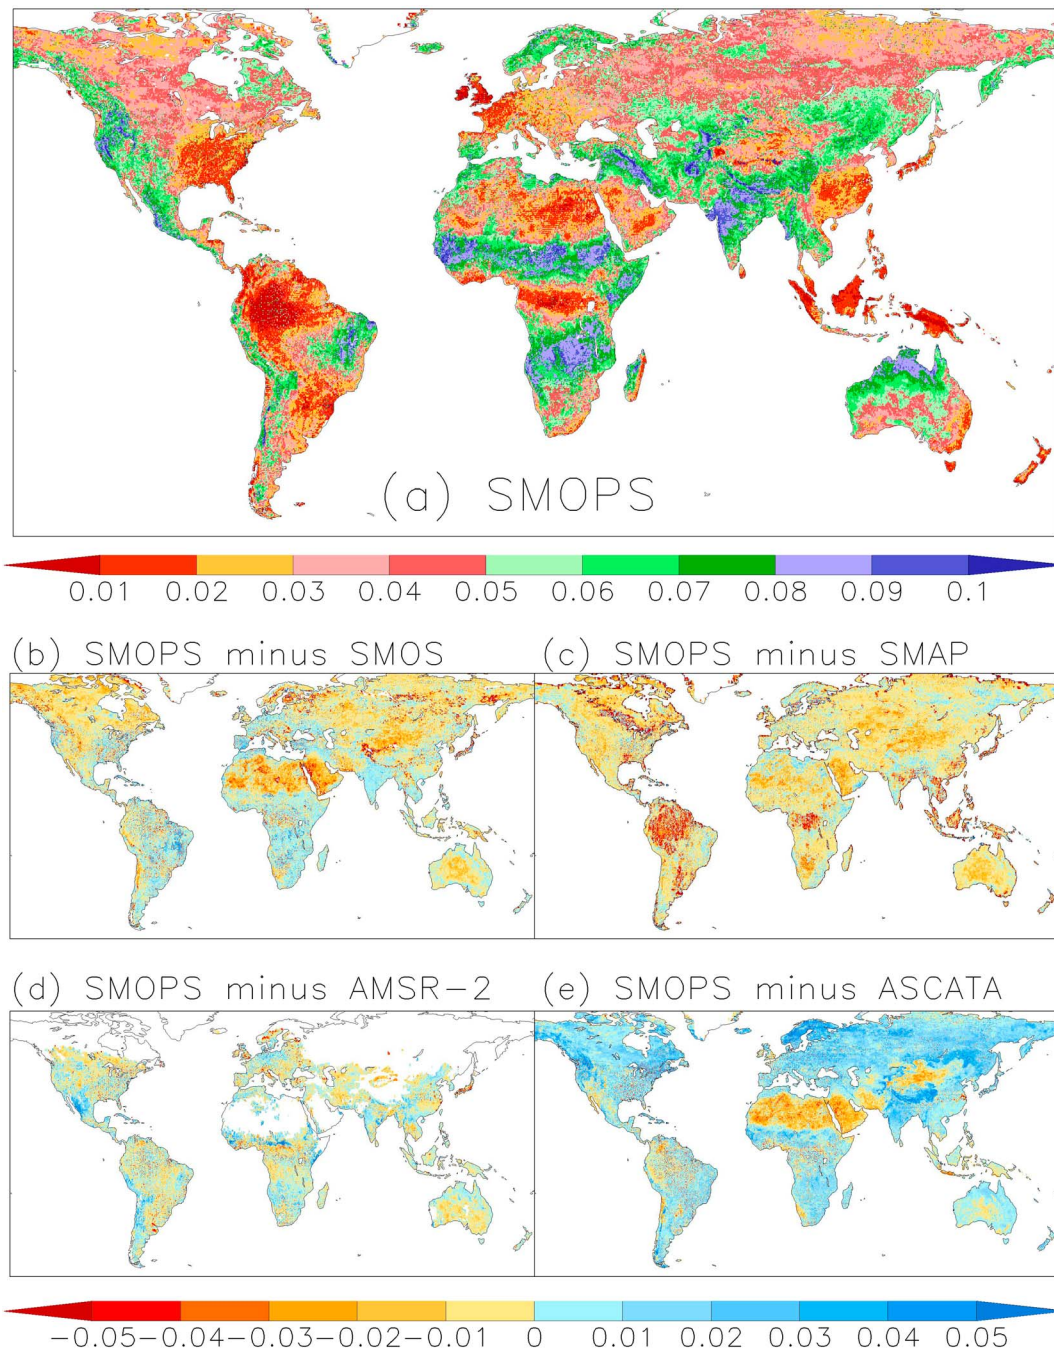 (a) SMOPS
0.01 0.02 0.03 0.04 0.05 0.06 0.07 0.08 0.09 0.1
(b) SMOPS minus SMOS
(c) SMOPS minus SMAP
(d) SMOPS minus AMSR-2
(e) SMOPS minus ASCATA
-0.05 -0.04 -0.03 -0.02 -0.01 0 0.01 0.02 0.03 0.04 0.05